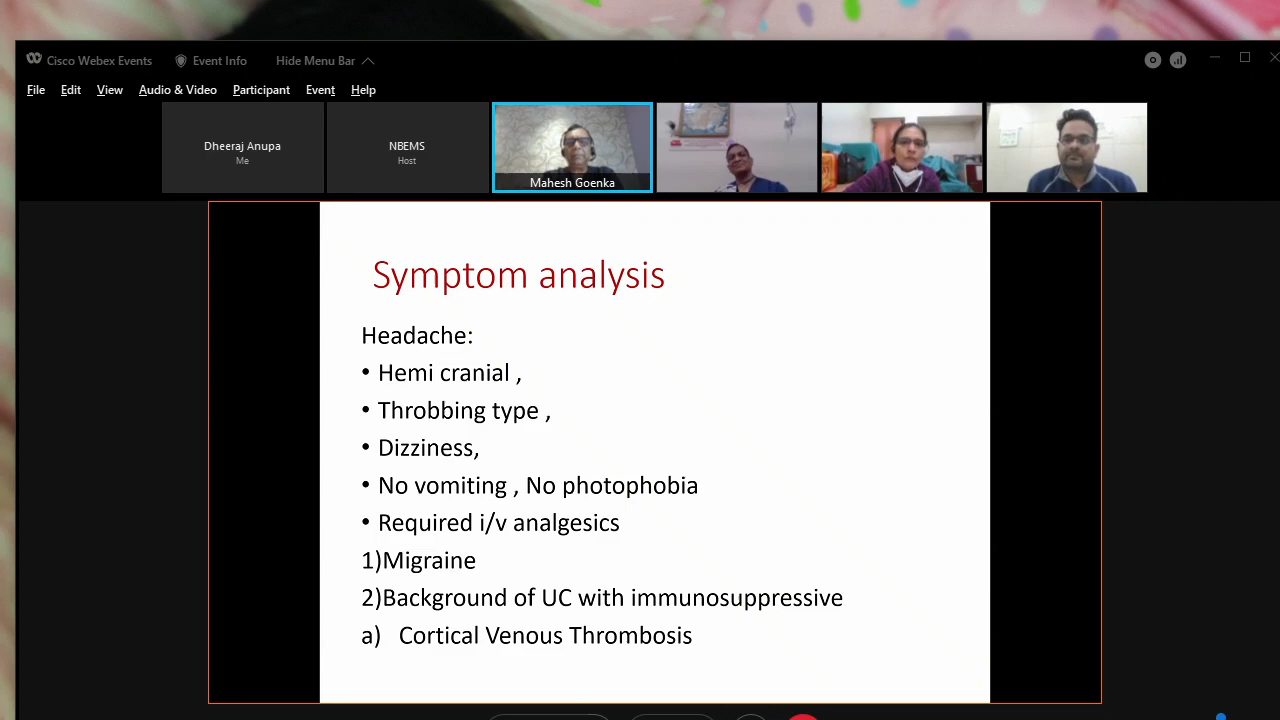 Cisco Webex Events
Event Info
Hide Menu Bar
File Edit View Audio & Video Participant Event Help
Dheeraj Anupa
Me
NBEMS
Host
Mahesh Goenka
Symptom analysis
Headache:
• Hemi cranial ,
• Throbbing type ,
• Dizziness,
• No vomiting , No photophobia
• Required i/v analgesics
1)Migraine
2)Background of UC with immunosuppressive
a) Cortical Venous Thrombosis